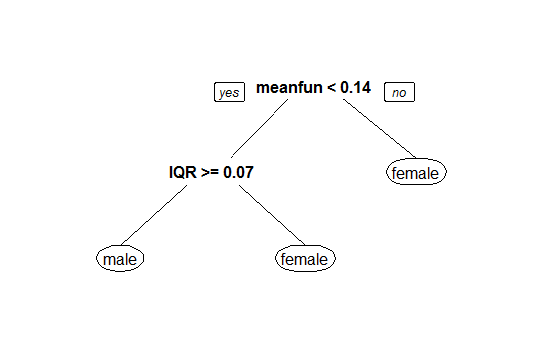 yes meanfun < 0.14 no
IQR >= 0.07
female
male
female